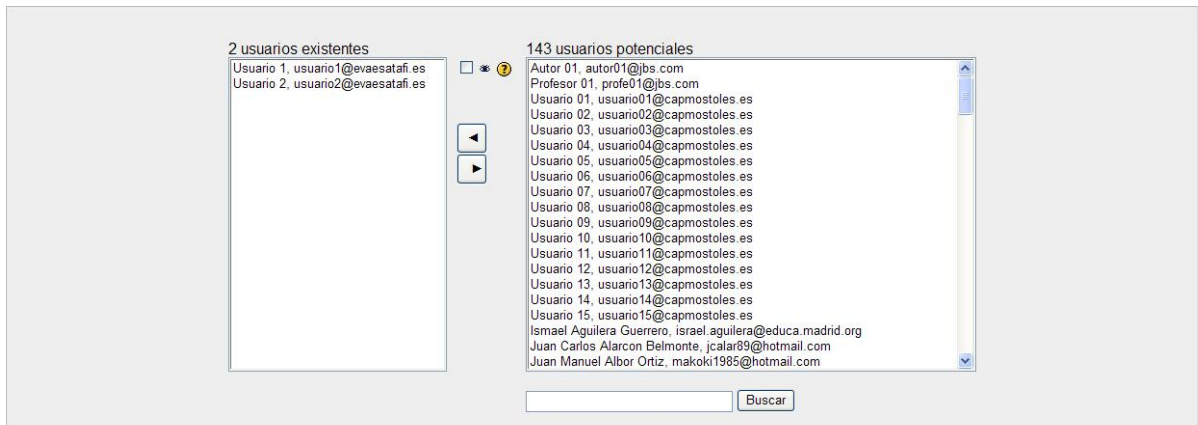 2 usuarios existentes
Usuario 1, usuario1@evaesatafi.es
Usuario 2, usuario2@evaesatafi.es
?
143 usuarios potenciales
Autor 01, autor01@jbs.com
Profesor 01, profe01@jbs.com
Usuario 01, usuario01@capmostoles.es
Usuario 02, usuario02@capmostoles.es
Usuario 03, usuario03@capmostoles.es
Usuario 04, usuario04@capmostoles.es
Usuario 05, usuario05@capmostoles.es
Usuario 06, usuario06@capmostoles.es
Usuario 07, usuario07@capmostoles.es
Usuario 08, usuario08@capmostoles.es
Usuario 09, usuario09@capmostoles.es
Usuario 10, usuario10@capmostoles.es
Usuario 11, usuario11@capmostoles.es
Usuario 12, usuario12@capmostoles.es
Usuario 13, usuario13@capmostoles.es
Usuario 14, usuario14@capmostoles.es
Usuario 15, usuario15@capmostoles.es
Ismael Aguilera Guerrero, israel.aguilera@educa.madrid.org
Juan Carlos Alarcon Belmonte, jcalar89@hotmail.com
Juan Manuel Albor Ortiz, makoki1985@hotmail.com
Buscar